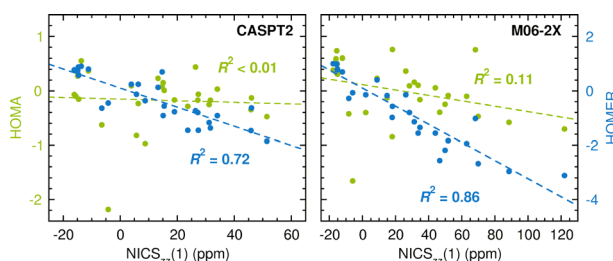 CASPT2
M06-2X
HOMA
1
0
-1
-2
R² < 0.01
R² = 0.72
-20 0 20 40 60
NICSzz(1) (ppm)
R² = 0.11
R² = 0.86
2
0
-2
-4
HOMER
-20 0 20 40 60 80 100 120
NICSzz(1) (ppm)